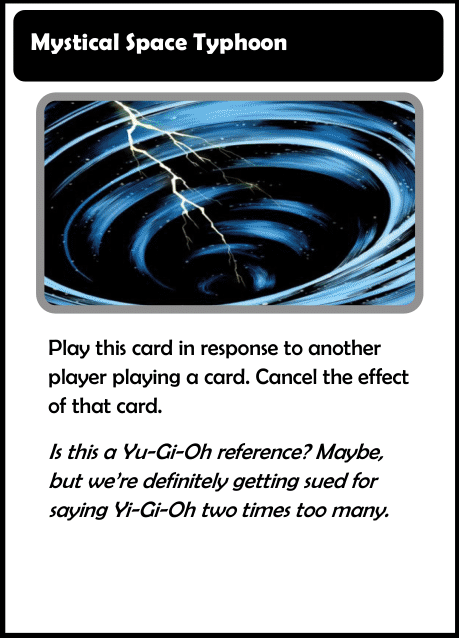 Mystical Space Typhoon
Play this card in response to another
player playing a card. Cancel the effect
of that card.
Is this a Yu-Gi-Oh reference? Maybe,
but we’re definitely getting sued for
saying Yi-Gi-Oh two times too many.